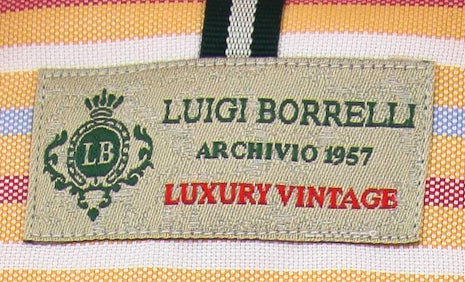 LB
LUIGI BORRELLI
ARCHIVIO 1957
LUXURY VINTAGE